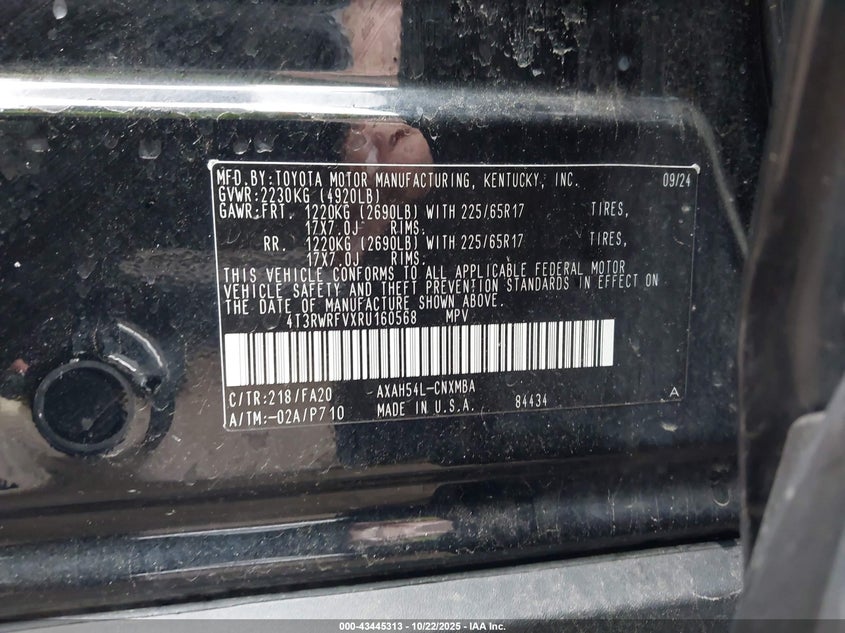 MFD.BY:TOYOTA MOTOR MANUFACTURING, KENTUCKY, INC. 09/24
GVWR:2230KG (4920LB)
GAWR:FRT. 1220KG (2690LB) WITH 225/65R17 TIRES,
17X7.0J RIMS.
RR. 1220KG (2690LB) WITH 225/65R17 TIRES,
17X7.0J RIMS.
THIS VEHICLE CONFORMS TO ALL APPLICABLE FEDERAL MOTOR
VEHICLE SAFETY AND THEFT PREVENTION STANDARDS IN EFFECT ON
THE DATE OF MANUFACTURE SHOWN ABOVE.
4T3RWRFVXRU160568 MPV
C/TR:218/FA20 AXAH54L-CNXMBA
A/TM:-02A/P710 MADE IN U.S.A. 84434 A
000-43445313 - 10/22/2025 - IAA Inc.